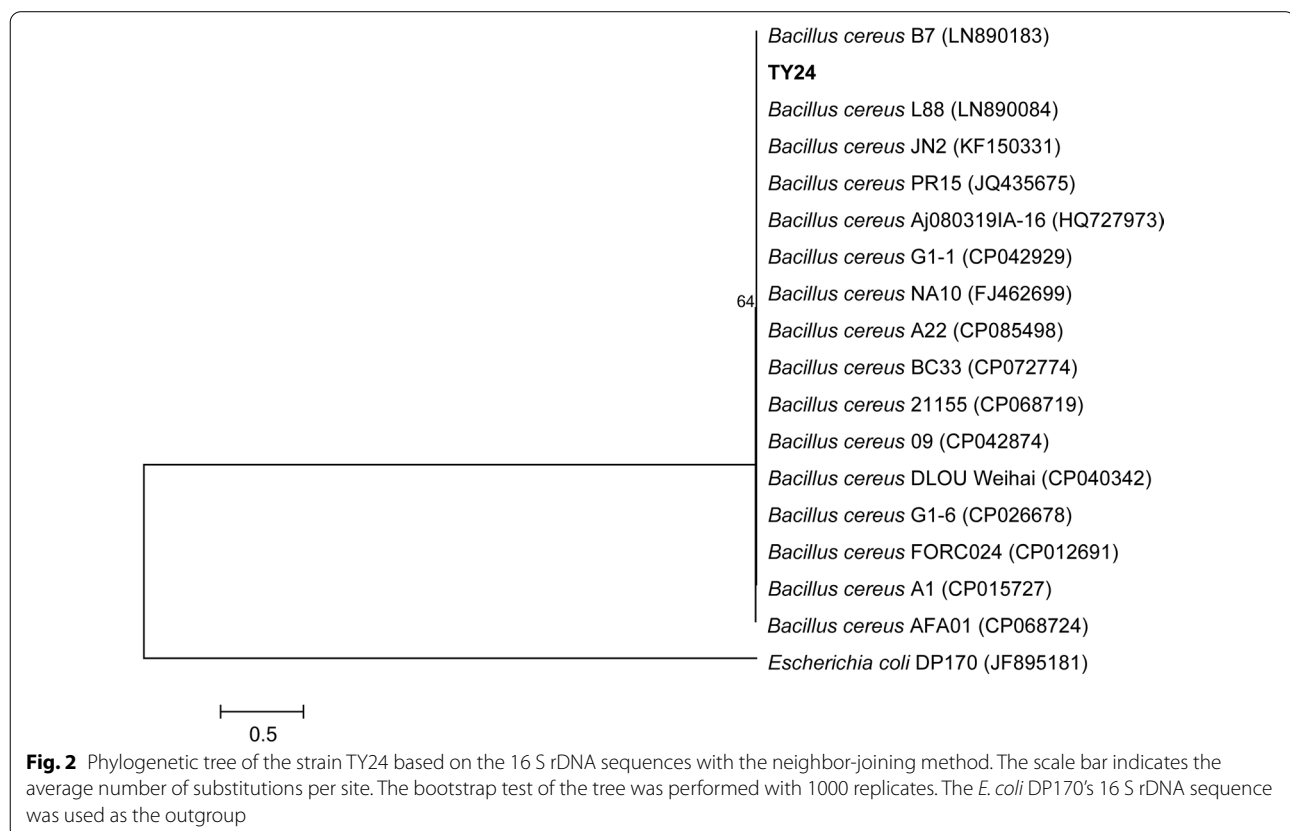 Bacillus cereus B7 (LN890183)
TY24
Bacillus cereus L88 (LN890084)
Bacillus cereus JN2 (KF150331)
Bacillus cereus PR15 (JQ435675)
Bacillus cereus Aj080319IA-16 (HQ727973)
Bacillus cereus G1-1 (CP042929)
Bacillus cereus NA10 (FJ462699)
64
Bacillus cereus A22 (CP085498)
Bacillus cereus BC33 (CP072774)
Bacillus cereus 21155 (CP068719)
Bacillus cereus 09 (CP042874)
Bacillus cereus DLOU Weihai (CP040342)
Bacillus cereus G1-6 (CP026678)
Bacillus cereus FORC024 (CP012691)
Bacillus cereus A1 (CP015727)
Bacillus cereus AFA01 (CP068724)
Escherichia coli DP170 (JF895181)
0.5
Fig. 2 Phylogenetic tree of the strain TY24 based on the 16 S rDNA sequences with the neighbor-joining method. The scale bar indicates the
average number of substitutions per site. The bootstrap test of the tree was performed with 1000 replicates. The E. coli DP170's 16 S rDNA sequence
was used as the outgroup